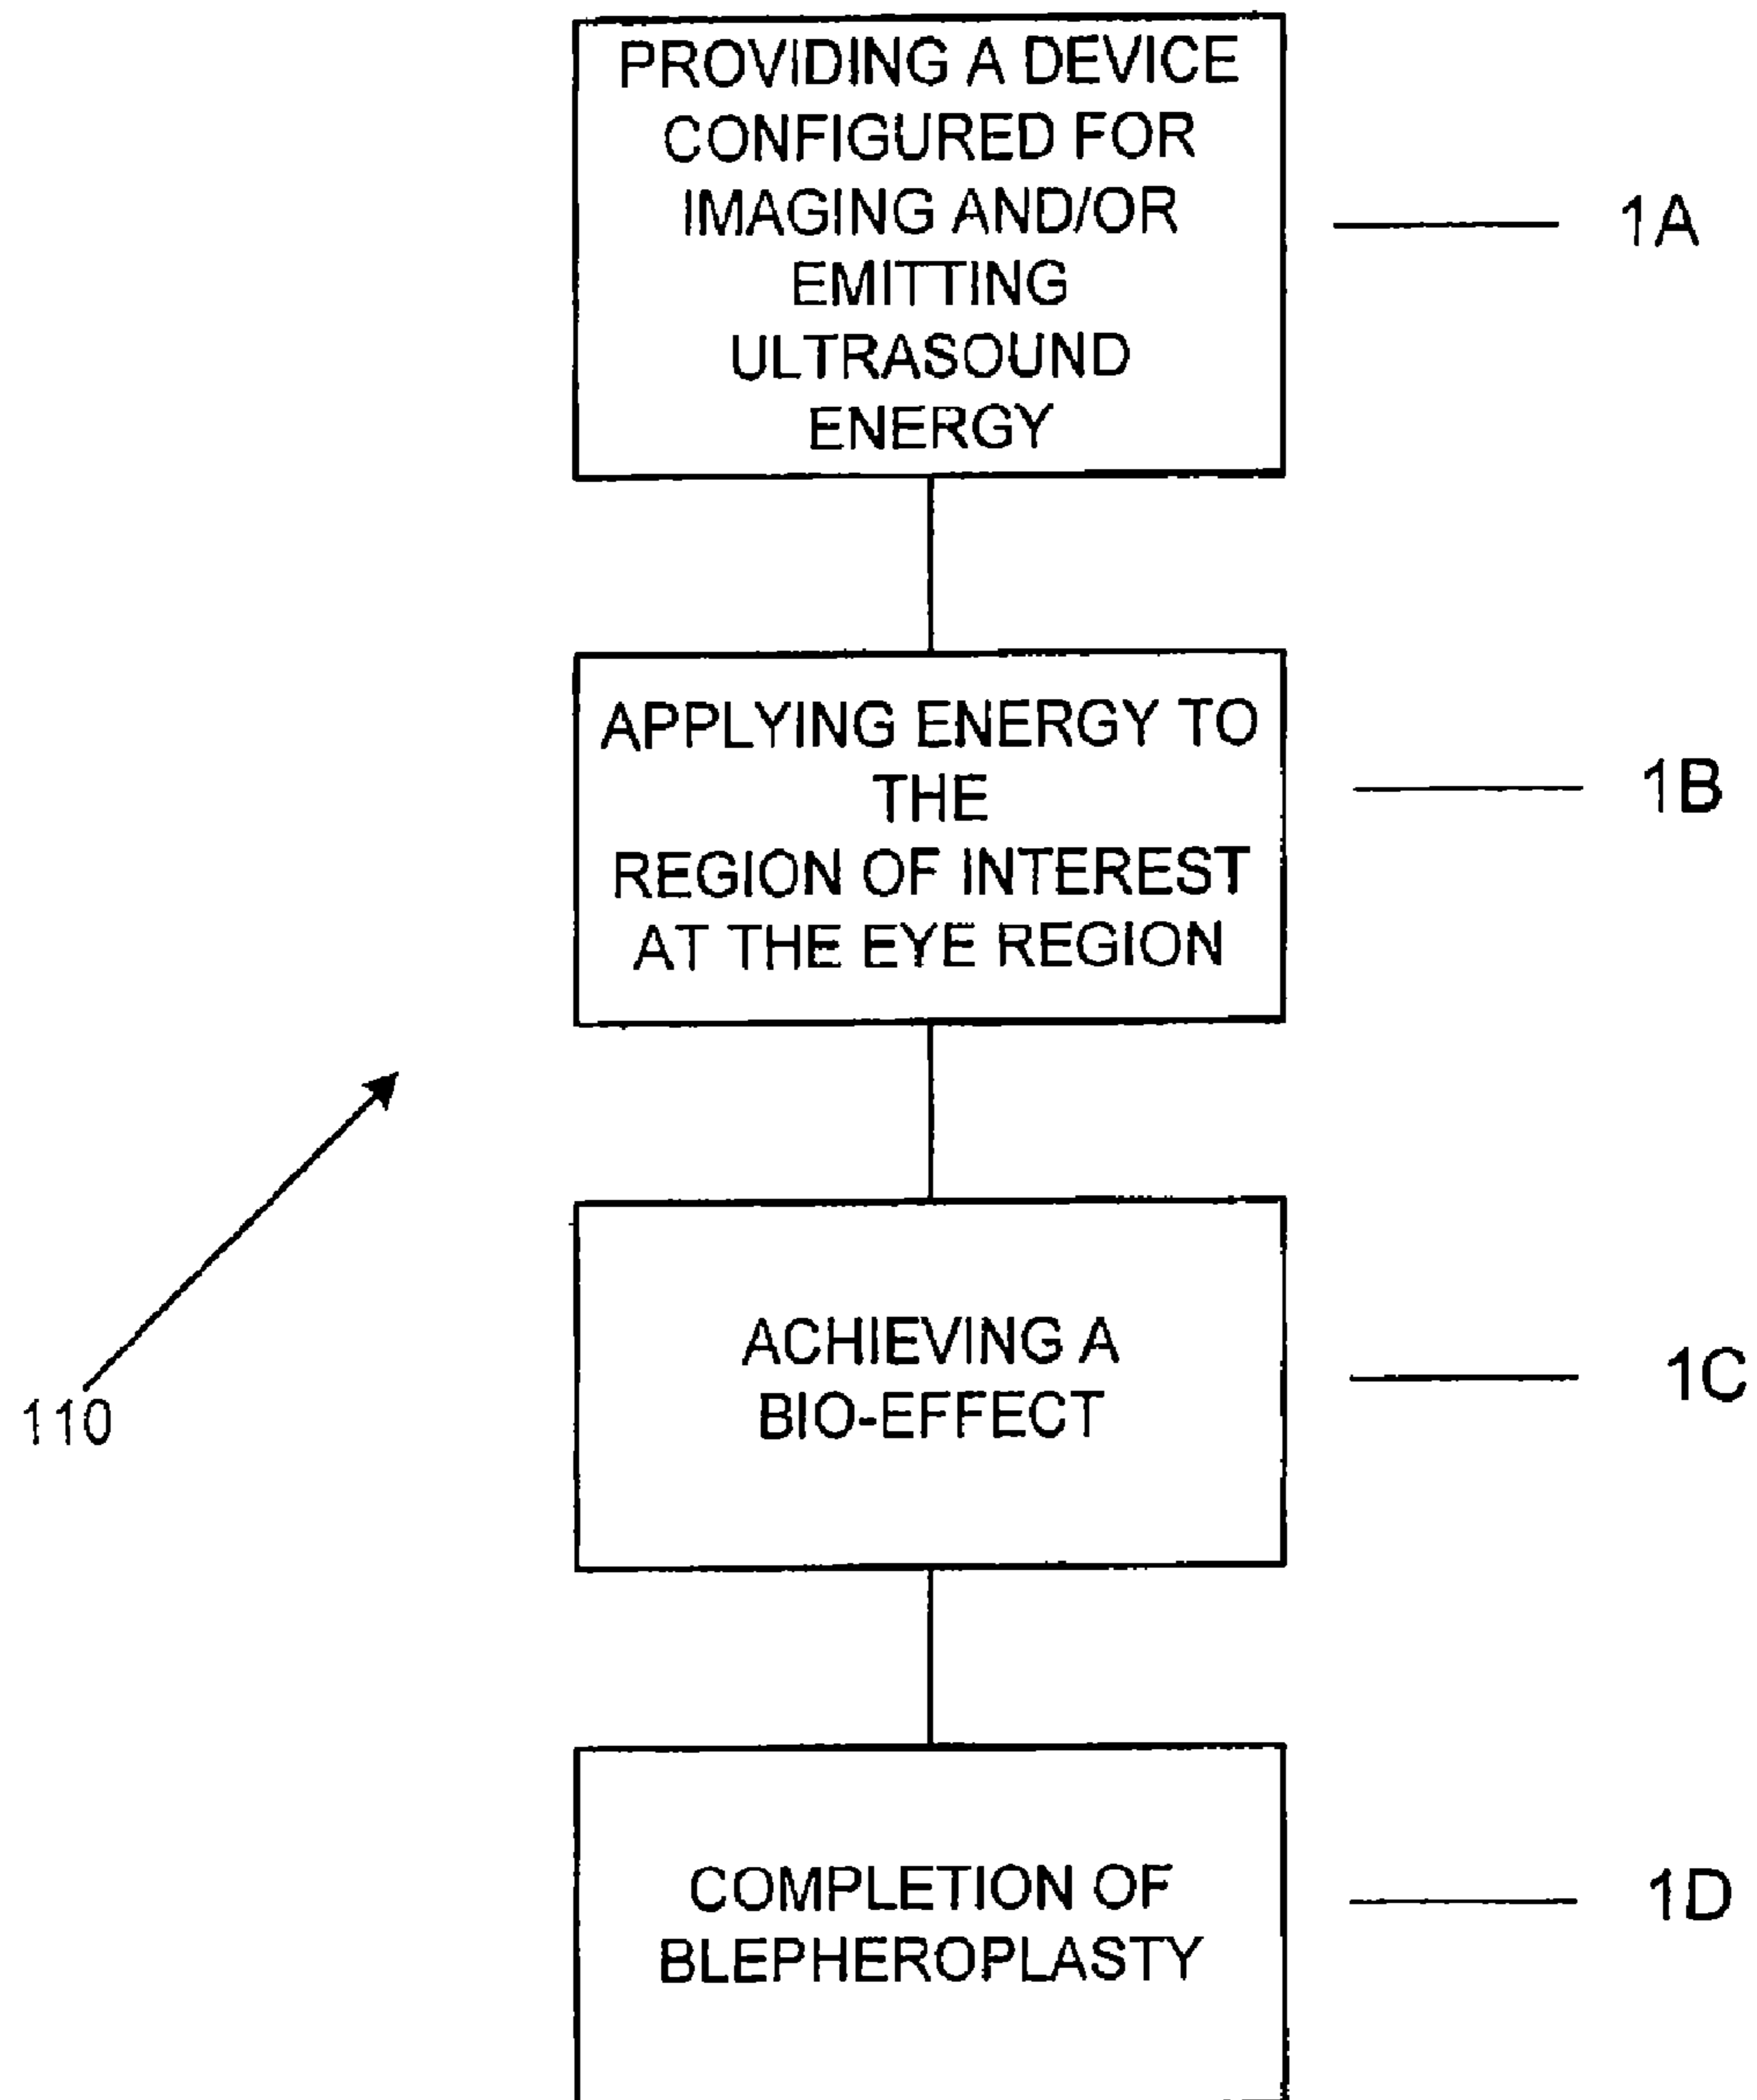 PROVIDING A DEVICE
CONFIGURED FOR
IMAGING AND/OR
EMITTING
ULTRASOUND
ENERGY
1A
APPLYING ENERGY TO
THE
REGION OF INTEREST
AT THE EYE REGION
1B
110
ACHIEVING A
BIO-EFFECT
1C
COMPLETION OF
BLEPHEROPLASTY
1D